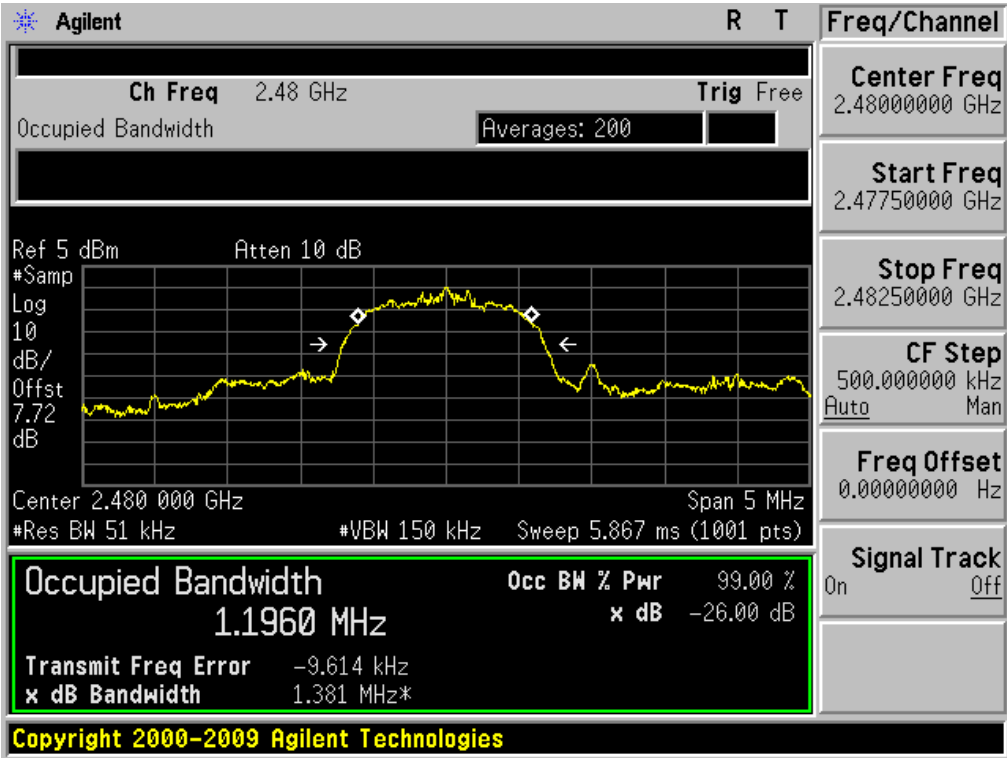 Agilent R T
Ch Freq 2.48 GHz Trig Free
Occupied Bandwidth Averages: 200
Ref 5 dBm Atten 10 dB
#Samp
Log
10
dB/
Offst
7.72
dB
Center 2.480 000 GHz Span 5 MHz
#Res BW 51 kHz #VBW 150 kHz Sweep 5.867 ms (1001 pts)
Occupied Bandwidth Occ BW % Pwr 99.00 %
1.1960 MHz x dB -26.00 dB
Transmit Freq Error -9.614 kHz
x dB Bandwidth 1.381 MHz*
Copyright 2000-2009 Agilent Technologies
Freq/Channel
Center Freq
2.48000000 GHz
Start Freq
2.47750000 GHz
Stop Freq
2.48250000 GHz
CF Step
500.000000 kHz
Auto Man
Freq Offset
0.00000000 Hz
Signal Track
On Off